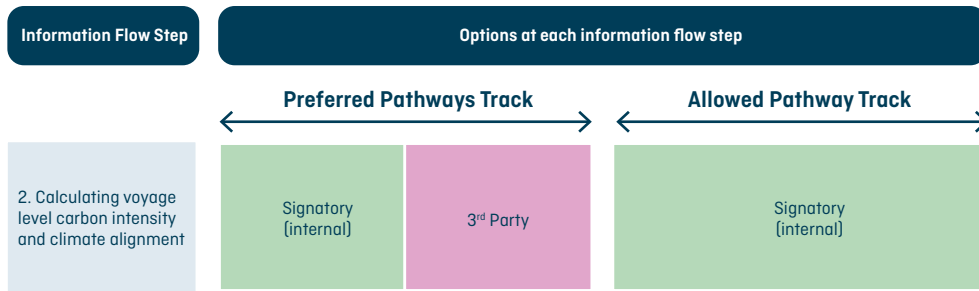 Information Flow Step
Options at each information flow step
Preferred Pathways Track
Allowed Pathway Track
2. Calculating voyage
level carbon intensity
and climate alignment
Signatory
(internal)
3rd Party
Signatory
(internal)